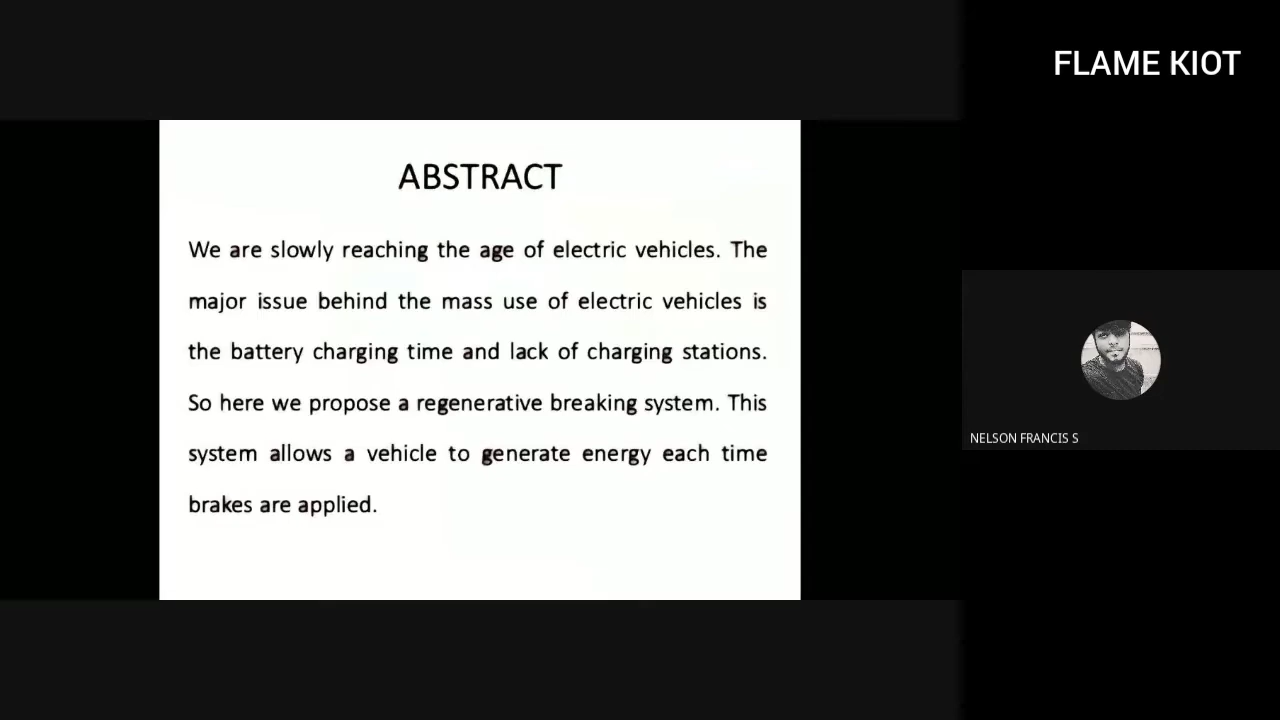 FLAME KIOT
ABSTRACT
We are slowly reaching the age of electric vehicles. The
major issue behind the mass use of electric vehicles is
the battery charging time and lack of charging stations.
So here we propose a regenerative breaking system. This
system allows a vehicle to generate energy each time
brakes are applied.
NELSON FRANCIS S